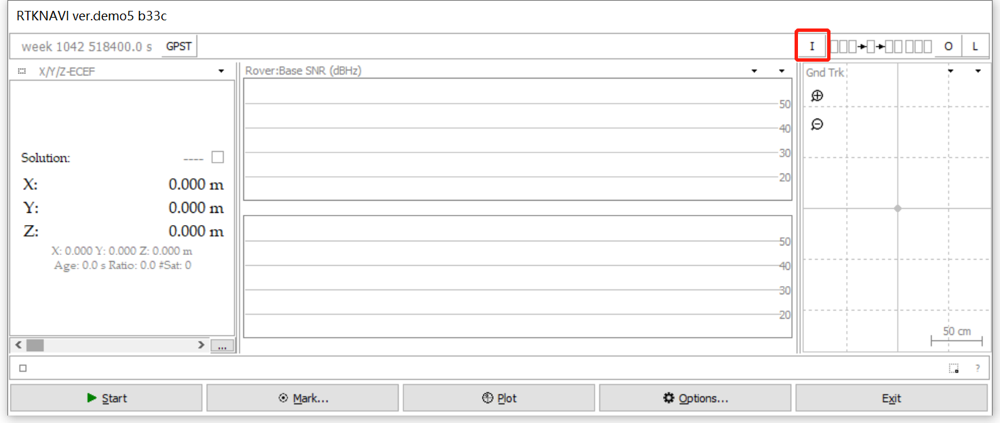 RTKNAVI ver.demo5 b33c
week 1042 518400.0 s GPST I O L
X/Y/Z-ECEF
Rover:Base SNR (dBHz)
Gnd Trk
50
40
30
20
Solution: ----
X: 0.000 m
Y: 0.000 m
Z: 0.000 m
X: 0.000 Y: 0.000 Z: 0.000 m
Age: 0.0 s Ratio: 0.0 #Sat: 0
50
40
30
20
50 cm
...
?
Start Mark... Plot Options... Exit